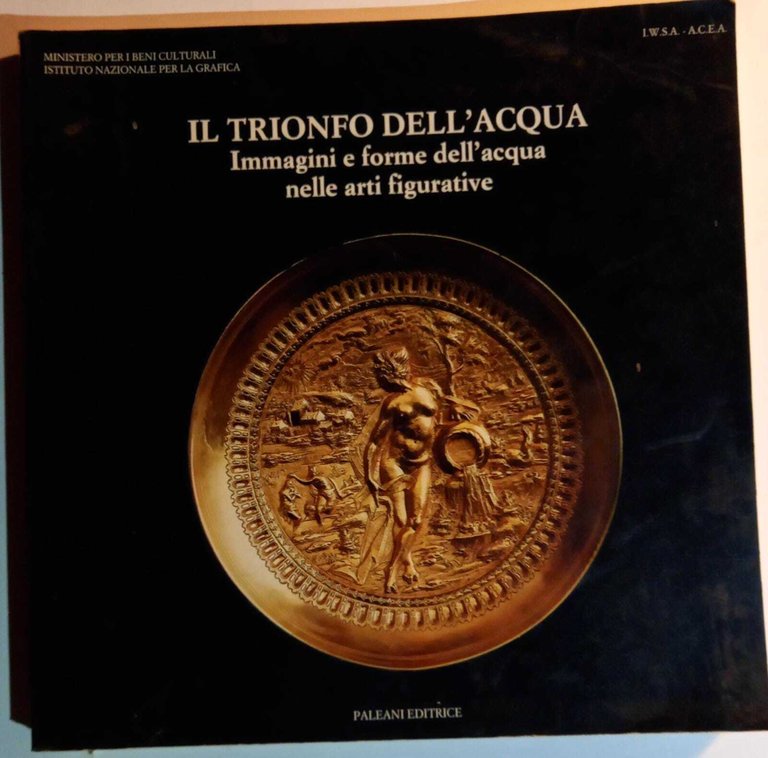 MINISTERO PER I BENI CULTURALI
ISTITUTO NAZIONALE PER LA GRAFICA
I.W.S.A. - A.C.E.A.
IL TRIONFO DELL'ACQUA
Immagini e forme dell'acqua
nelle arti figurative
PALEANI EDITRICE